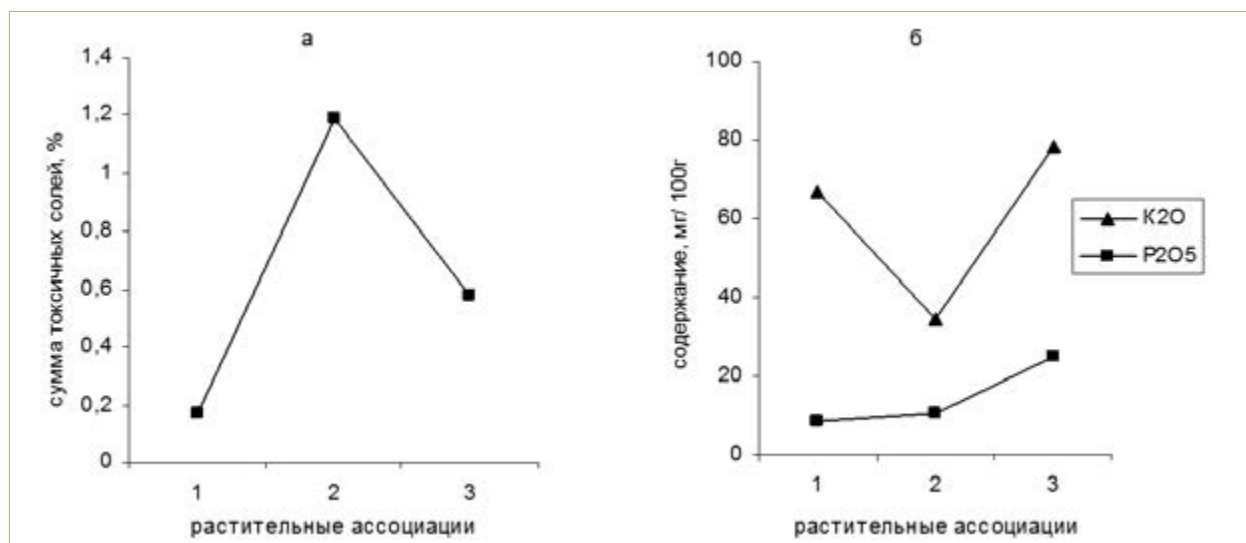 а
1,4
1,2
1
0,8
0,6
0,4
0,2
0
сумма токсичных солей, %
1 2 3
растительные ассоциации
б
100
80
60
40
20
0
содержание, мг/ 100г
1 2 3
растительные ассоциации
K2O
P2O5